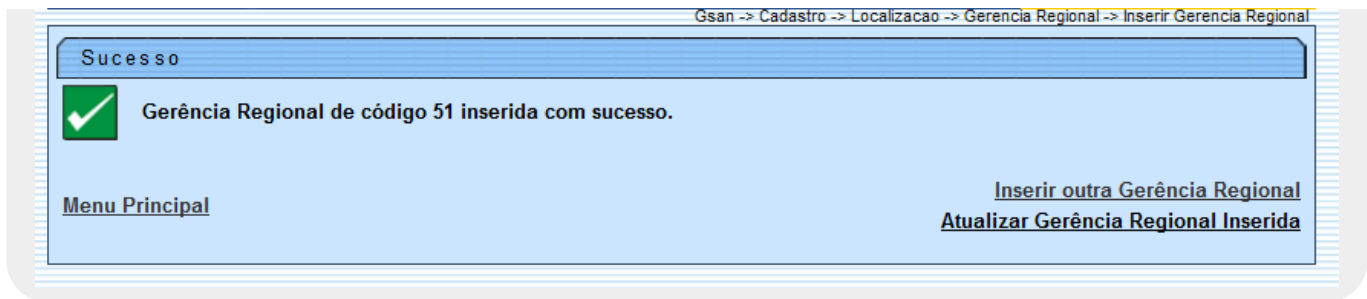 Gsan -> Cadastro -> Localizacao -> Gerencia Regional -> Inserir Gerencia Regional
Sucesso
Gerência Regional de código 51 inserida com sucesso.
Inserir outra Gerência Regional
Menu Principal
Atualizar Gerência Regional Inserida